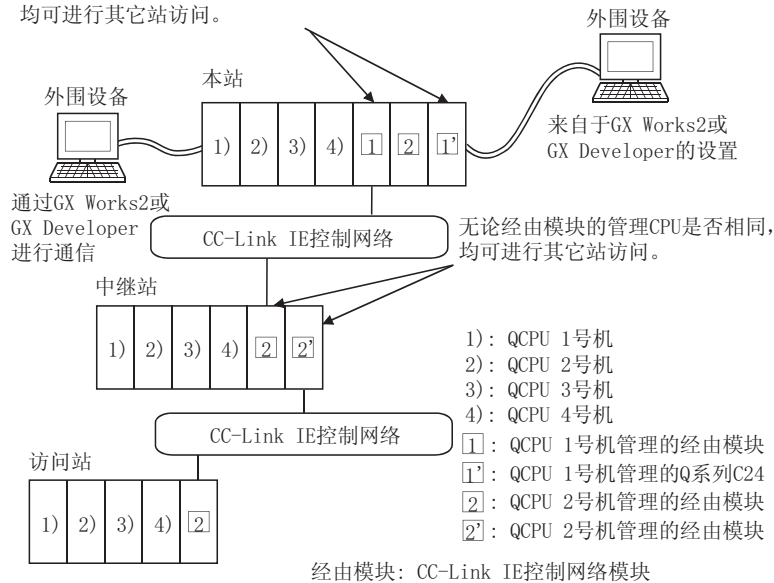 均可进行其它站访问。
外围设备
本站
外围设备
1) 2) 3) 4) 1 2 1'
来自于GX Works2或
GX Developer的设置
通过GX Works2或
GX Developer
进行通信
CC-Link IE控制网络
无论经由模块的管理CPU是否相同，
均可进行其它站访问。
中继站
1) 2) 3) 4) 2 2'
1): QCPU 1号机
2): QCPU 2号机
3): QCPU 3号机
4): QCPU 4号机
1: QCPU 1号机管理的经由模块
1': QCPU 1号机管理的Q系列C24
2: QCPU 2号机管理的经由模块
2': QCPU 2号机管理的经由模块
CC-Link IE控制网络
访问站
1) 2) 3) 4) 2
经由模块: CC-Link IE控制网络模块